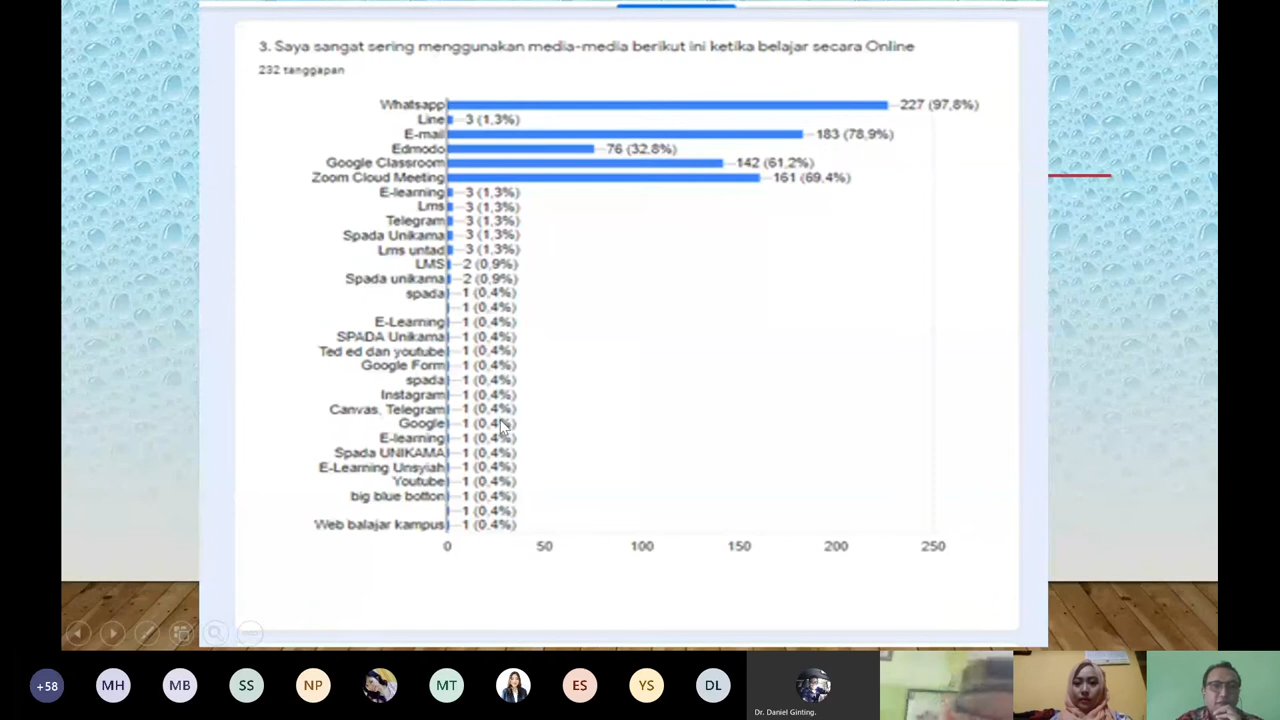 3. Saya sangat sering menggunakan media-media berikut ini ketika belajar secara Online
232 tanggapan
Whatsapp 227 (97,8%)
Line 3 (1,3%)
E-mail 183 (78,9%)
Edmodo 76 (32,8%)
Google Classroom 142 (61,2%)
Zoom Cloud Meeting 161 (69,4%)
E-learning 3 (1,3%)
Lms 3 (1,3%)
Telegram 3 (1,3%)
Spada Unikama 3 (1,3%)
Lms untad 3 (1,3%)
LMS 2 (0,9%)
Spada unikama 2 (0,9%)
spada 1 (0,4%)
1 (0,4%)
E-Learning 1 (0,4%)
SPADA Unikama 1 (0,4%)
Ted ed dan youtube 1 (0,4%)
Google Form 1 (0,4%)
spada 1 (0,4%)
Instagram 1 (0,4%)
Canvas, Telegram 1 (0,4%)
Google 1 (0,4%)
E-learning 1 (0,4%)
Spada UNIKAMA 1 (0,4%)
E-Learning Unsyiah 1 (0,4%)
Youtube 1 (0,4%)
big blue botton 1 (0,4%)
1 (0,4%)
Web balajar kampus 1 (0,4%)
0 50 100 150 200 250
+58 MH MB SS NP MT ES YS DL
Dr. Daniel Ginting.